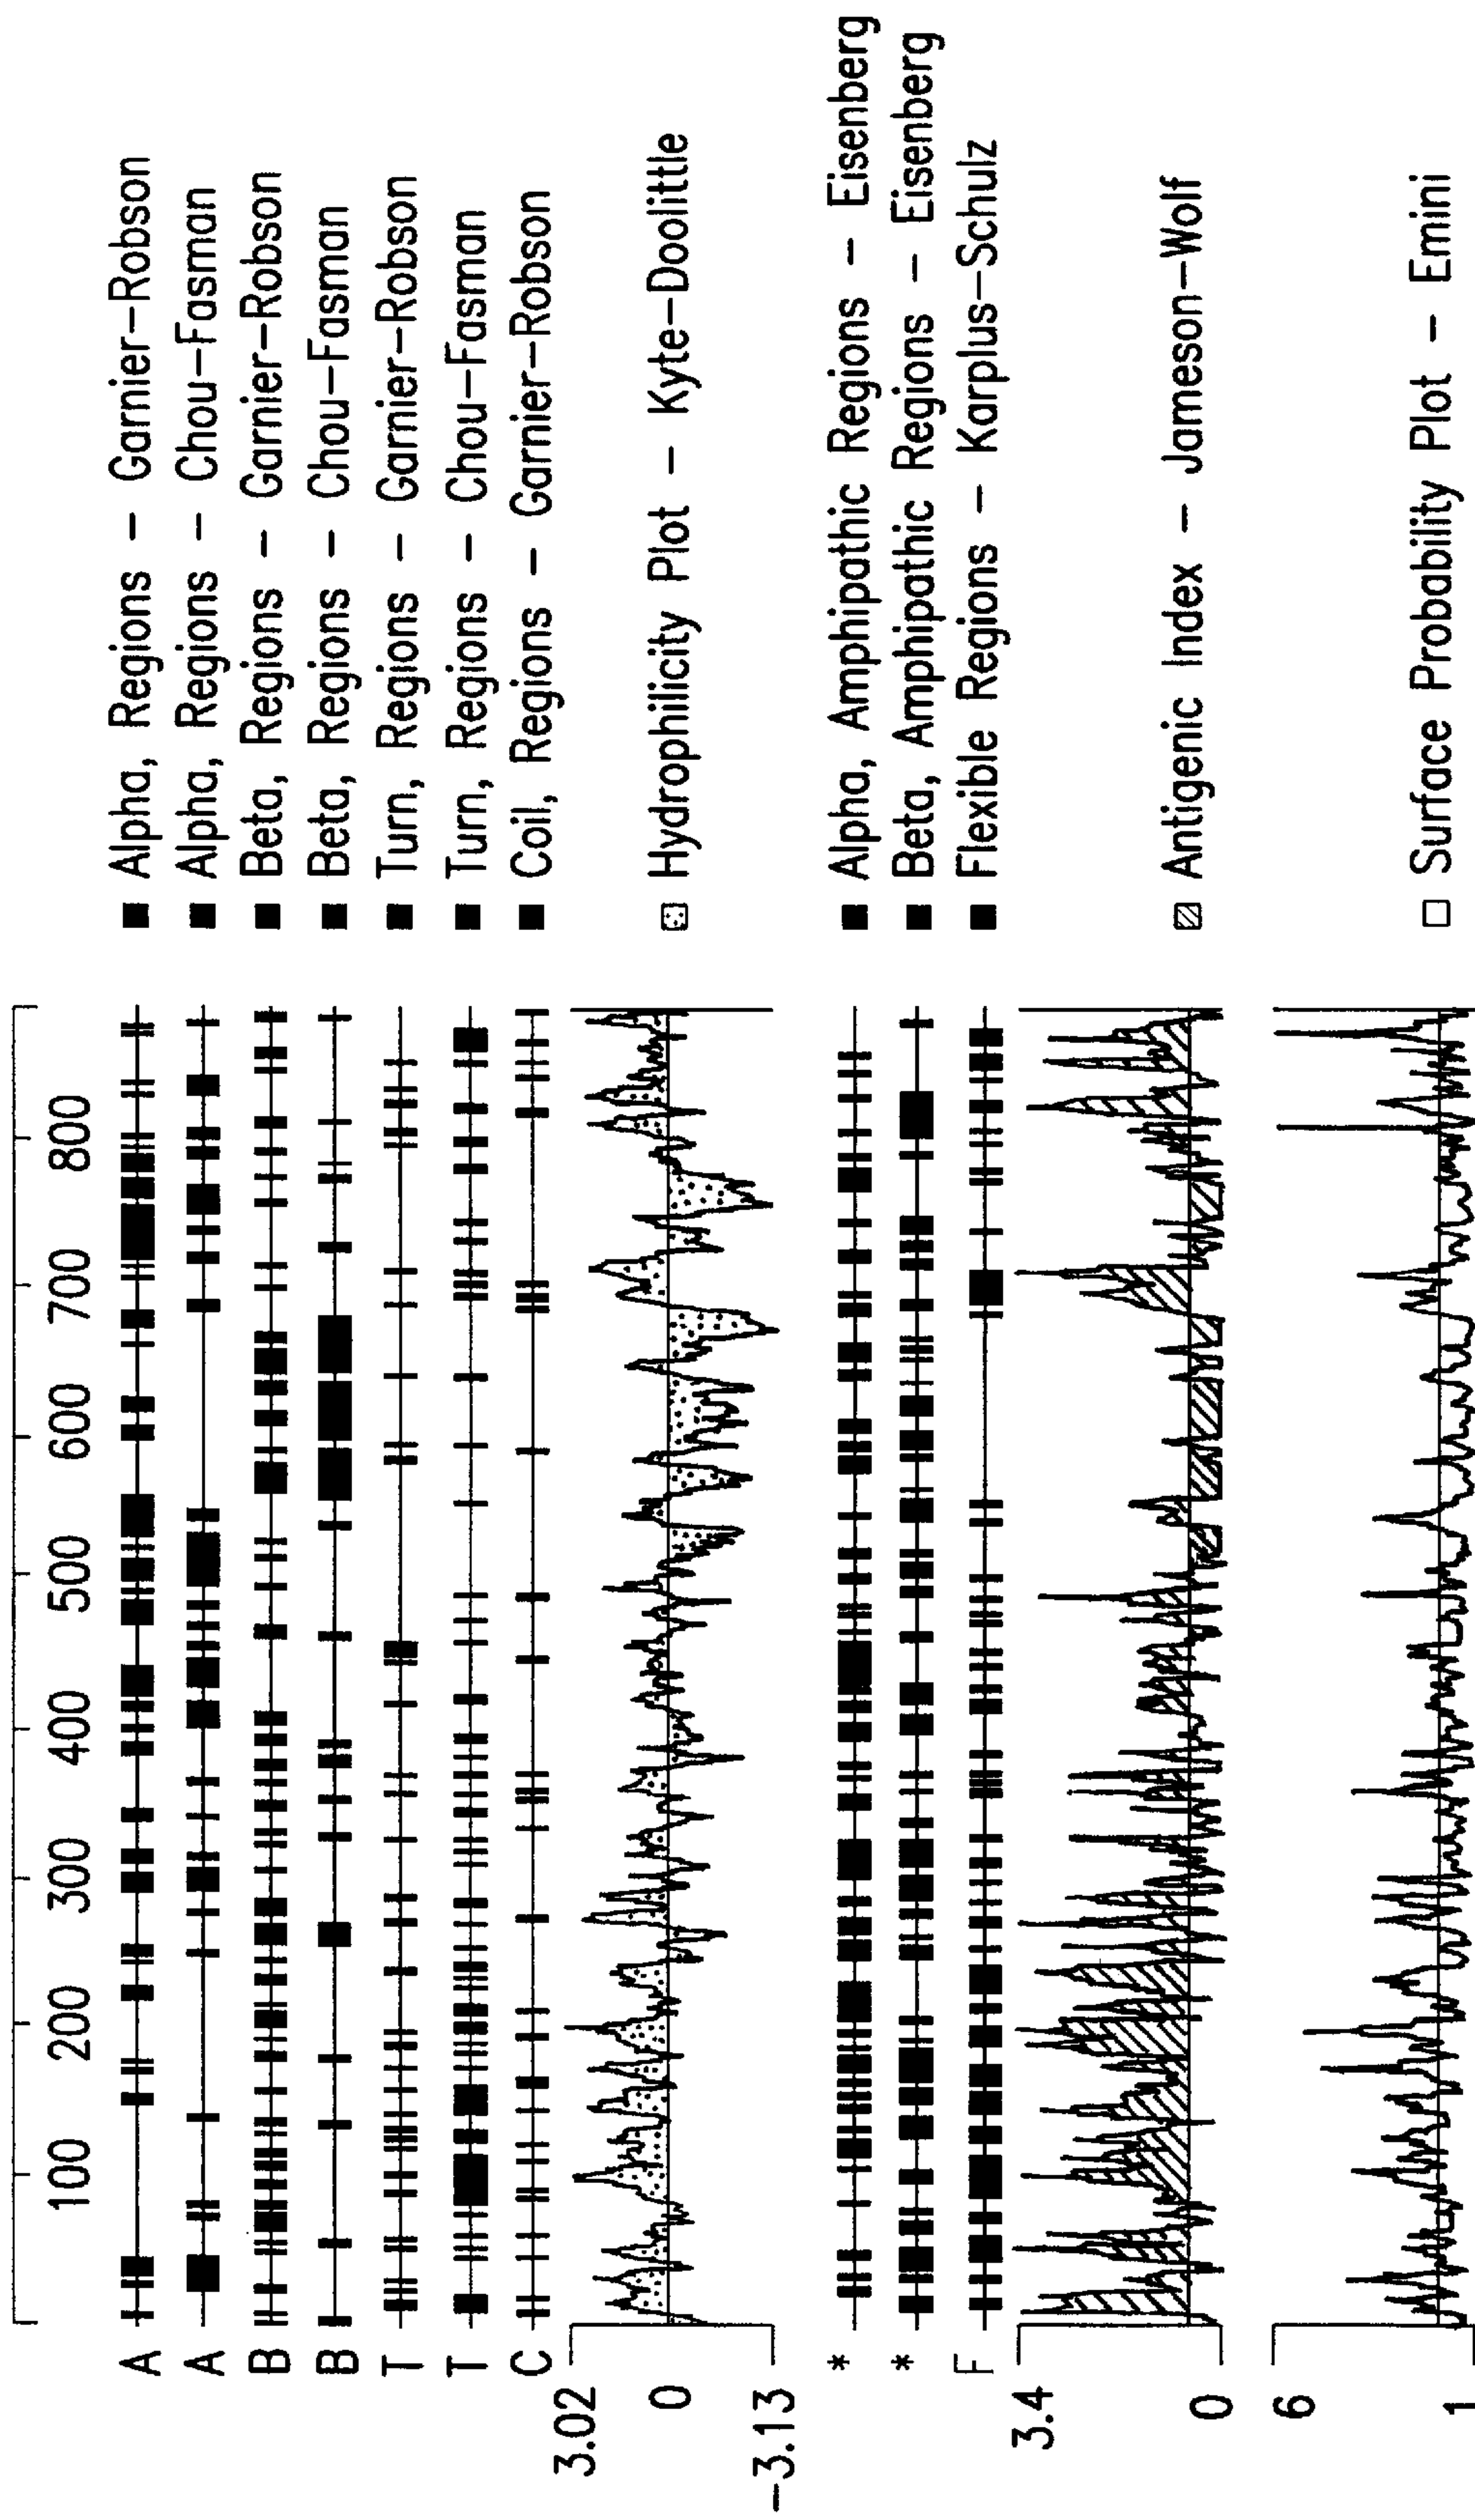 100 200 300 400 500 600 700 800
A ■ Alpha, Regions – Garnier–Robson
A ■ Alpha, Regions – Chou–Fasman
B ■ Beta, Regions – Garnier–Robson
B ■ Beta, Regions – Chou–Fasman
T ■ Turn, Regions – Garnier–Robson
T ■ Turn, Regions – Chou–Fasman
C ■ Coil, Regions – Garnier–Robson
3.02
0 Hydrophilicity Plot – Kyte–Doolittle
–3.13
* ■ Alpha, Amphipathic Regions – Eisenberg
* ■ Beta, Amphipathic Regions – Eisenberg
F ■ Flexible Regions – Karplus–Schulz
3.4
Antigenic Index – Jameson–Wolf
0
6
□ Surface Probability Plot – Emini
1